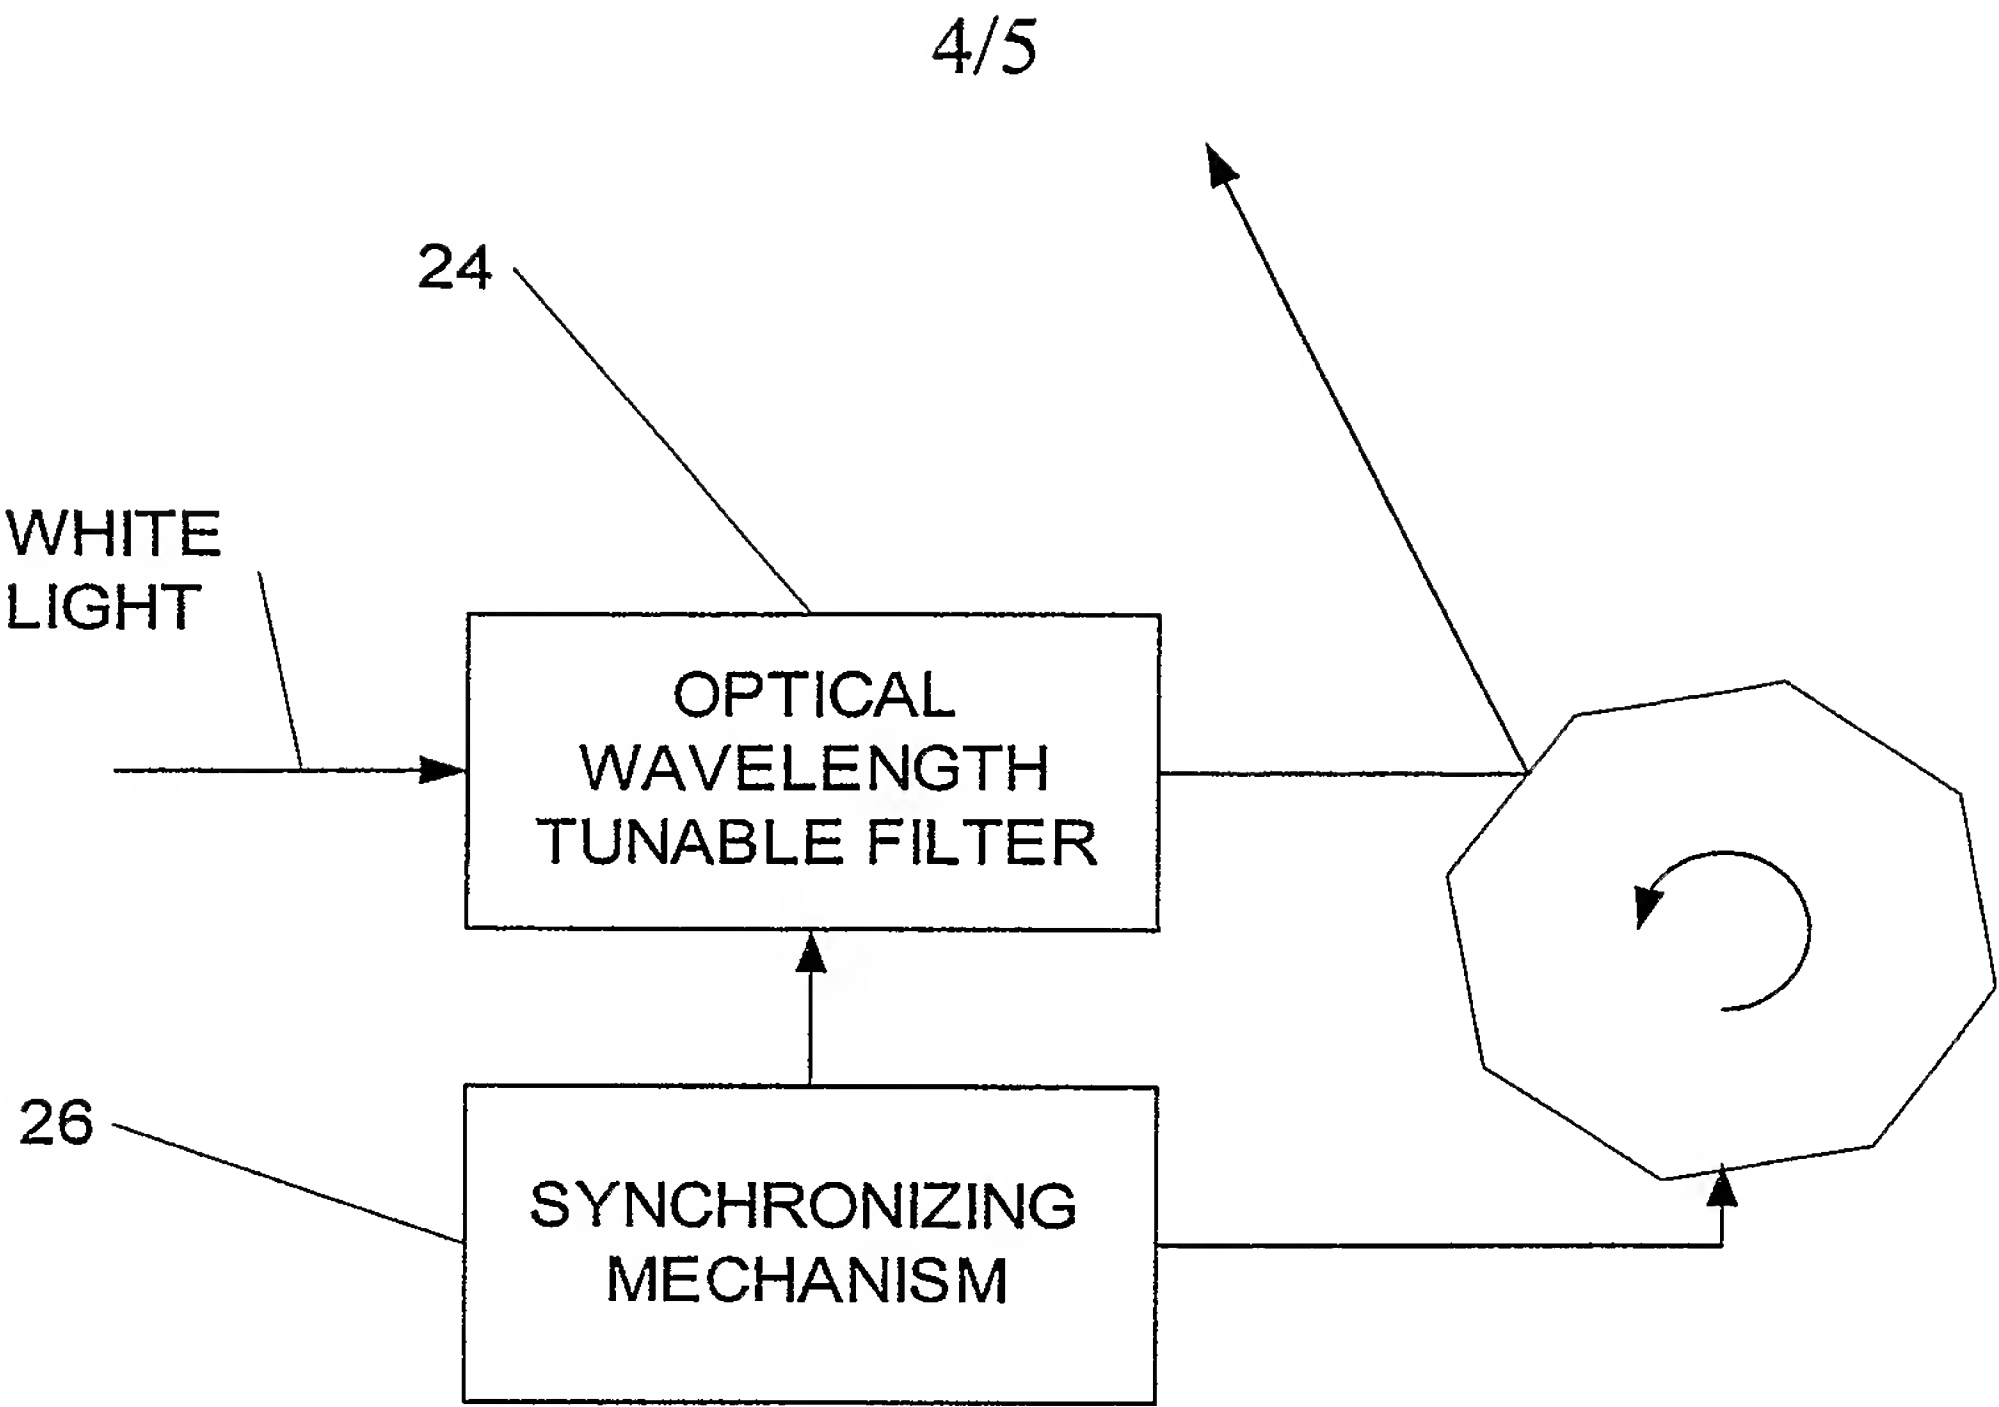 4/5
24
WHITE
LIGHT
OPTICAL
WAVELENGTH
TUNABLE FILTER
26
SYNCHRONIZING
MECHANISM